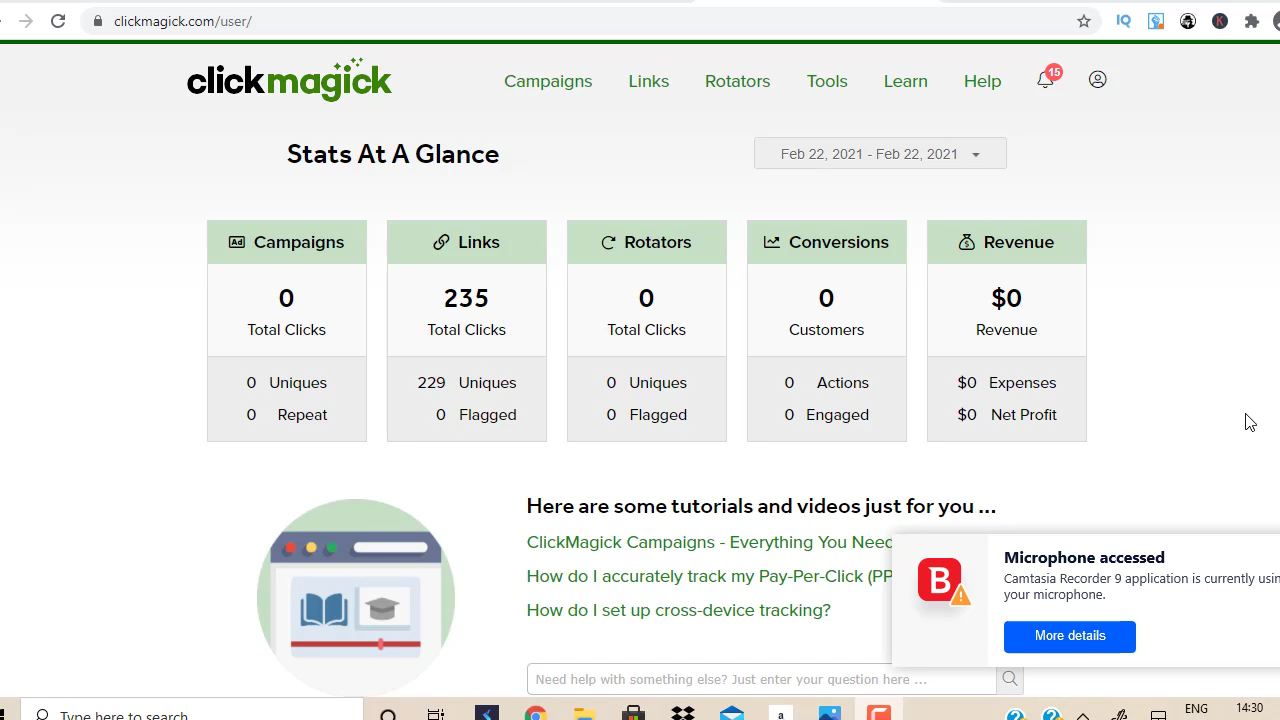 clickmagick.com/user/
IQ
K
clickmagick
Campaigns Links Rotators Tools Learn Help 15
Stats At A Glance
Feb 22, 2021 - Feb 22, 2021
Ad Campaigns Links Rotators Conversions $ Revenue
0 235 0 0 $0
Total Clicks Total Clicks Total Clicks Customers Revenue
0 Uniques 229 Uniques 0 Uniques 0 Actions $0 Expenses
0 Repeat 0 Flagged 0 Flagged 0 Engaged $0 Net Profit
Here are some tutorials and videos just for you ...
ClickMagick Campaigns - Everything You Need
How do I accurately track my Pay-Per-Click (PP
How do I set up cross-device tracking?
Need help with something else? Just enter your question here ...
B
Microphone accessed
Camtasia Recorder 9 application is currently usin
your microphone.
More details
Type here to search
a
ENG
14:30